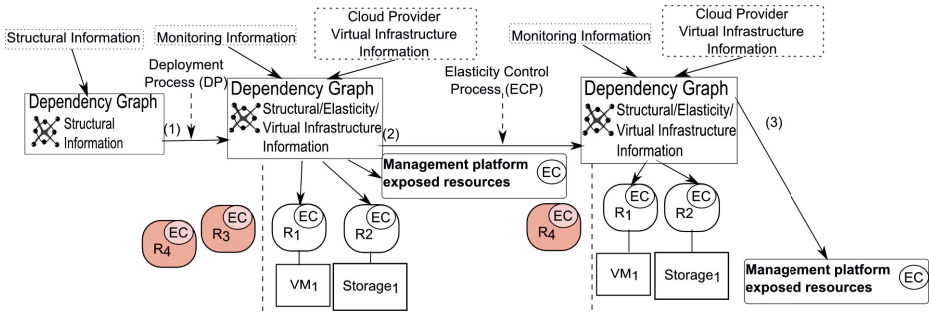 Structural Information
Monitoring Information
Cloud Provider
Virtual Infrastructure
Information
Deployment
Process (DP)
Dependency Graph
Structural
Information
(1)
Dependency Graph
Structural/Elasticity/
Virtual Infrastructure
Information
(2)
Elasticity Control
Process (ECP)
Monitoring Information
Cloud Provider
Virtual Infrastructure
Information
Dependency Graph
Structural/Elasticity/
Virtual Infrastructure
Information
(3)
Management platform
exposed resources
EC
EC
R4
EC
R3
EC
R1
EC
R2
VM1
Storage1
EC
R4
EC
R1
EC
R2
VM1
Storage1
Management platform
exposed resources
EC